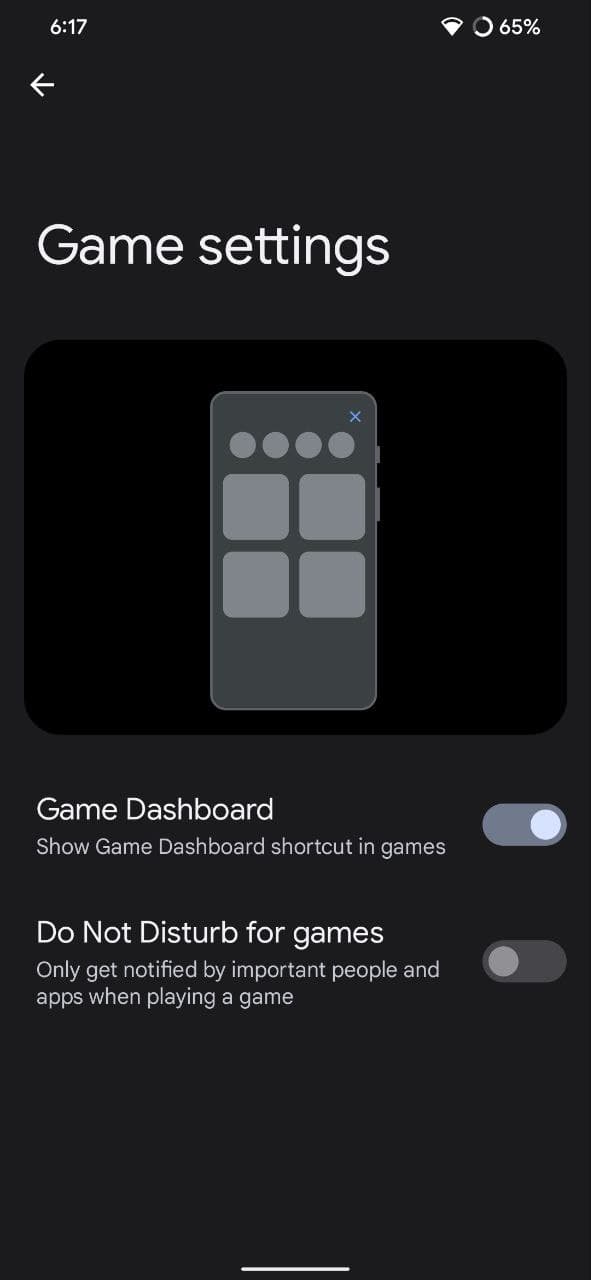 6:17
65%
Game settings
Game Dashboard
Show Game Dashboard shortcut in games
Do Not Disturb for games
Only get notified by important people and
apps when playing a game